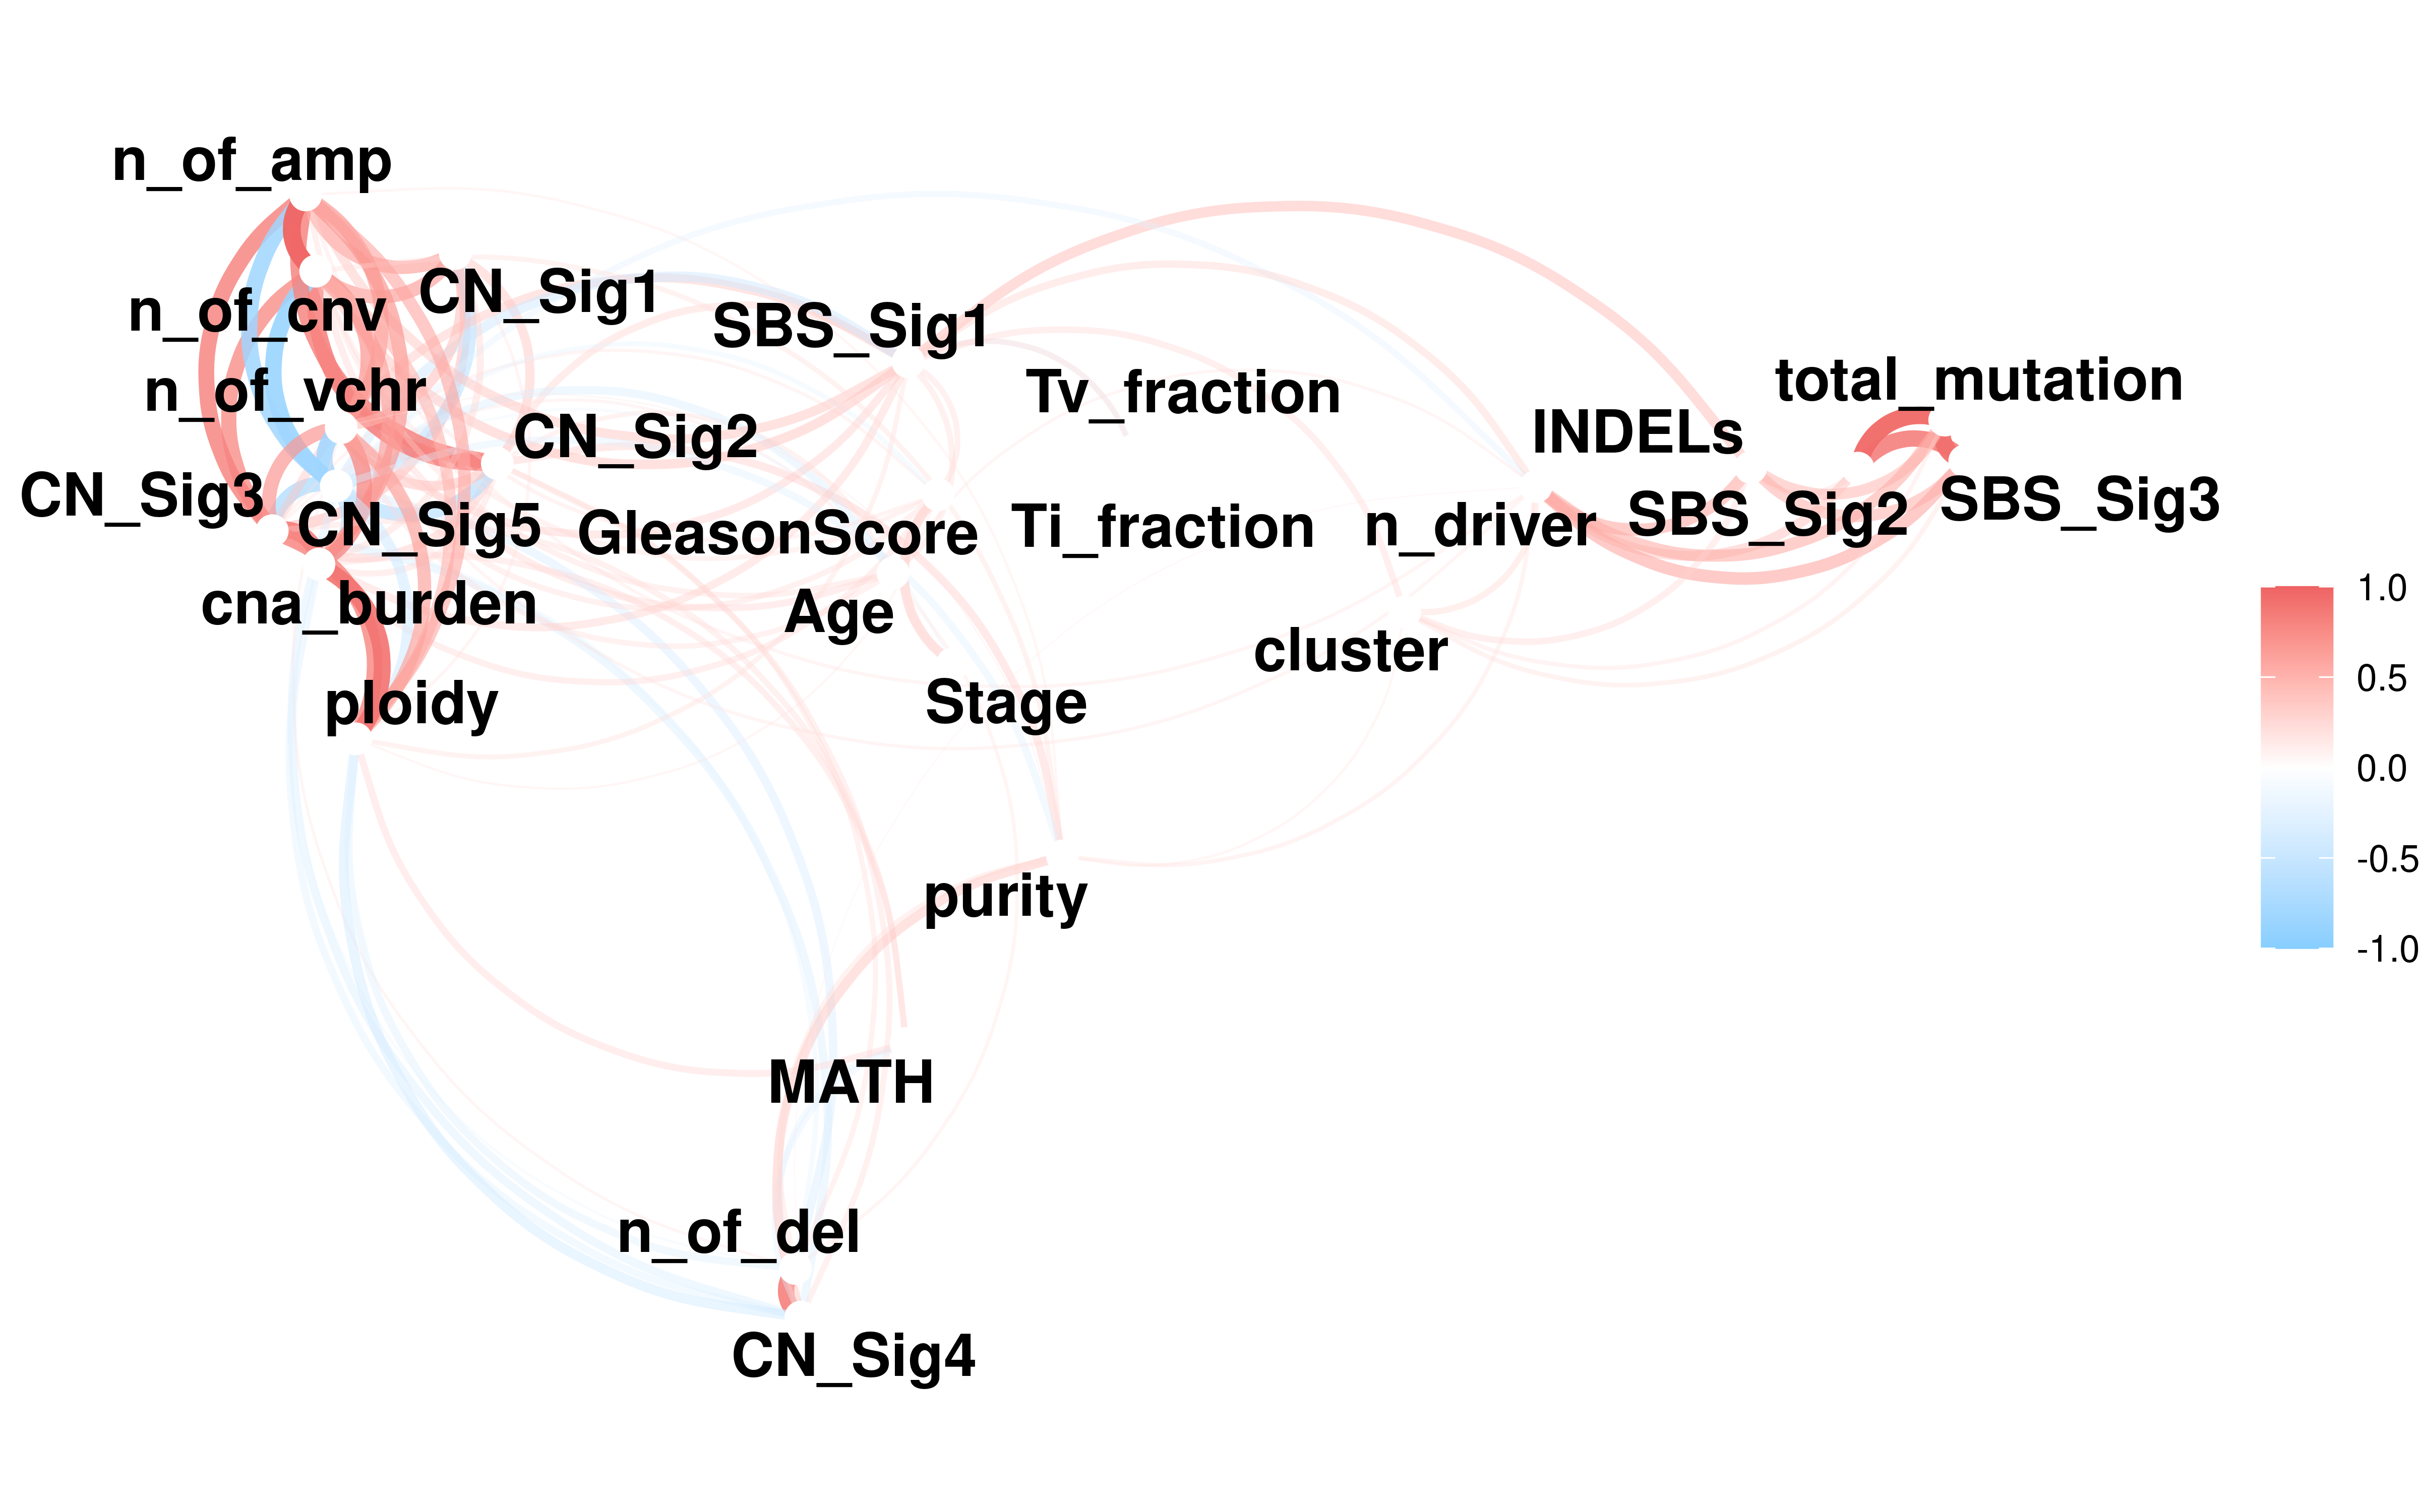 n_of_amp
n_of_cnv
CN_Sig1
SBS_Sig1
n_of_vchr
Tv_fraction
total_mutation
CN_Sig2
INDELs
CN_Sig3
CN_Sig5
GleasonScore
Ti_fraction
n_driver
SBS_Sig2
SBS_Sig3
cna_burden
Age
cluster
ploidy
Stage
purity
MATH
n_of_del
CN_Sig4
1.0
0.5
0.0
-0.5
-1.0